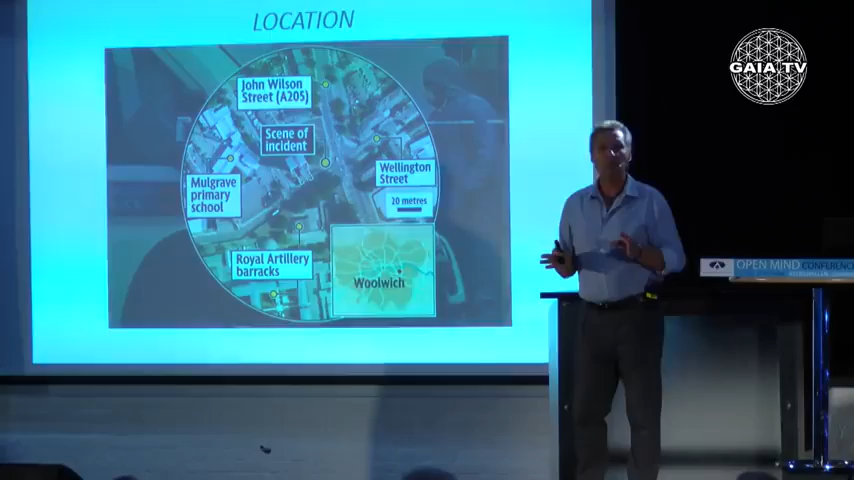 LOCATION
GAIA TV
John Wilson
Street (A205)
Scene of
incident
Wellington
Street
Mulgrave
primary
school
20 metres
Royal Artillery
barracks
Woolwich
OPEN MIND CONFERENCE